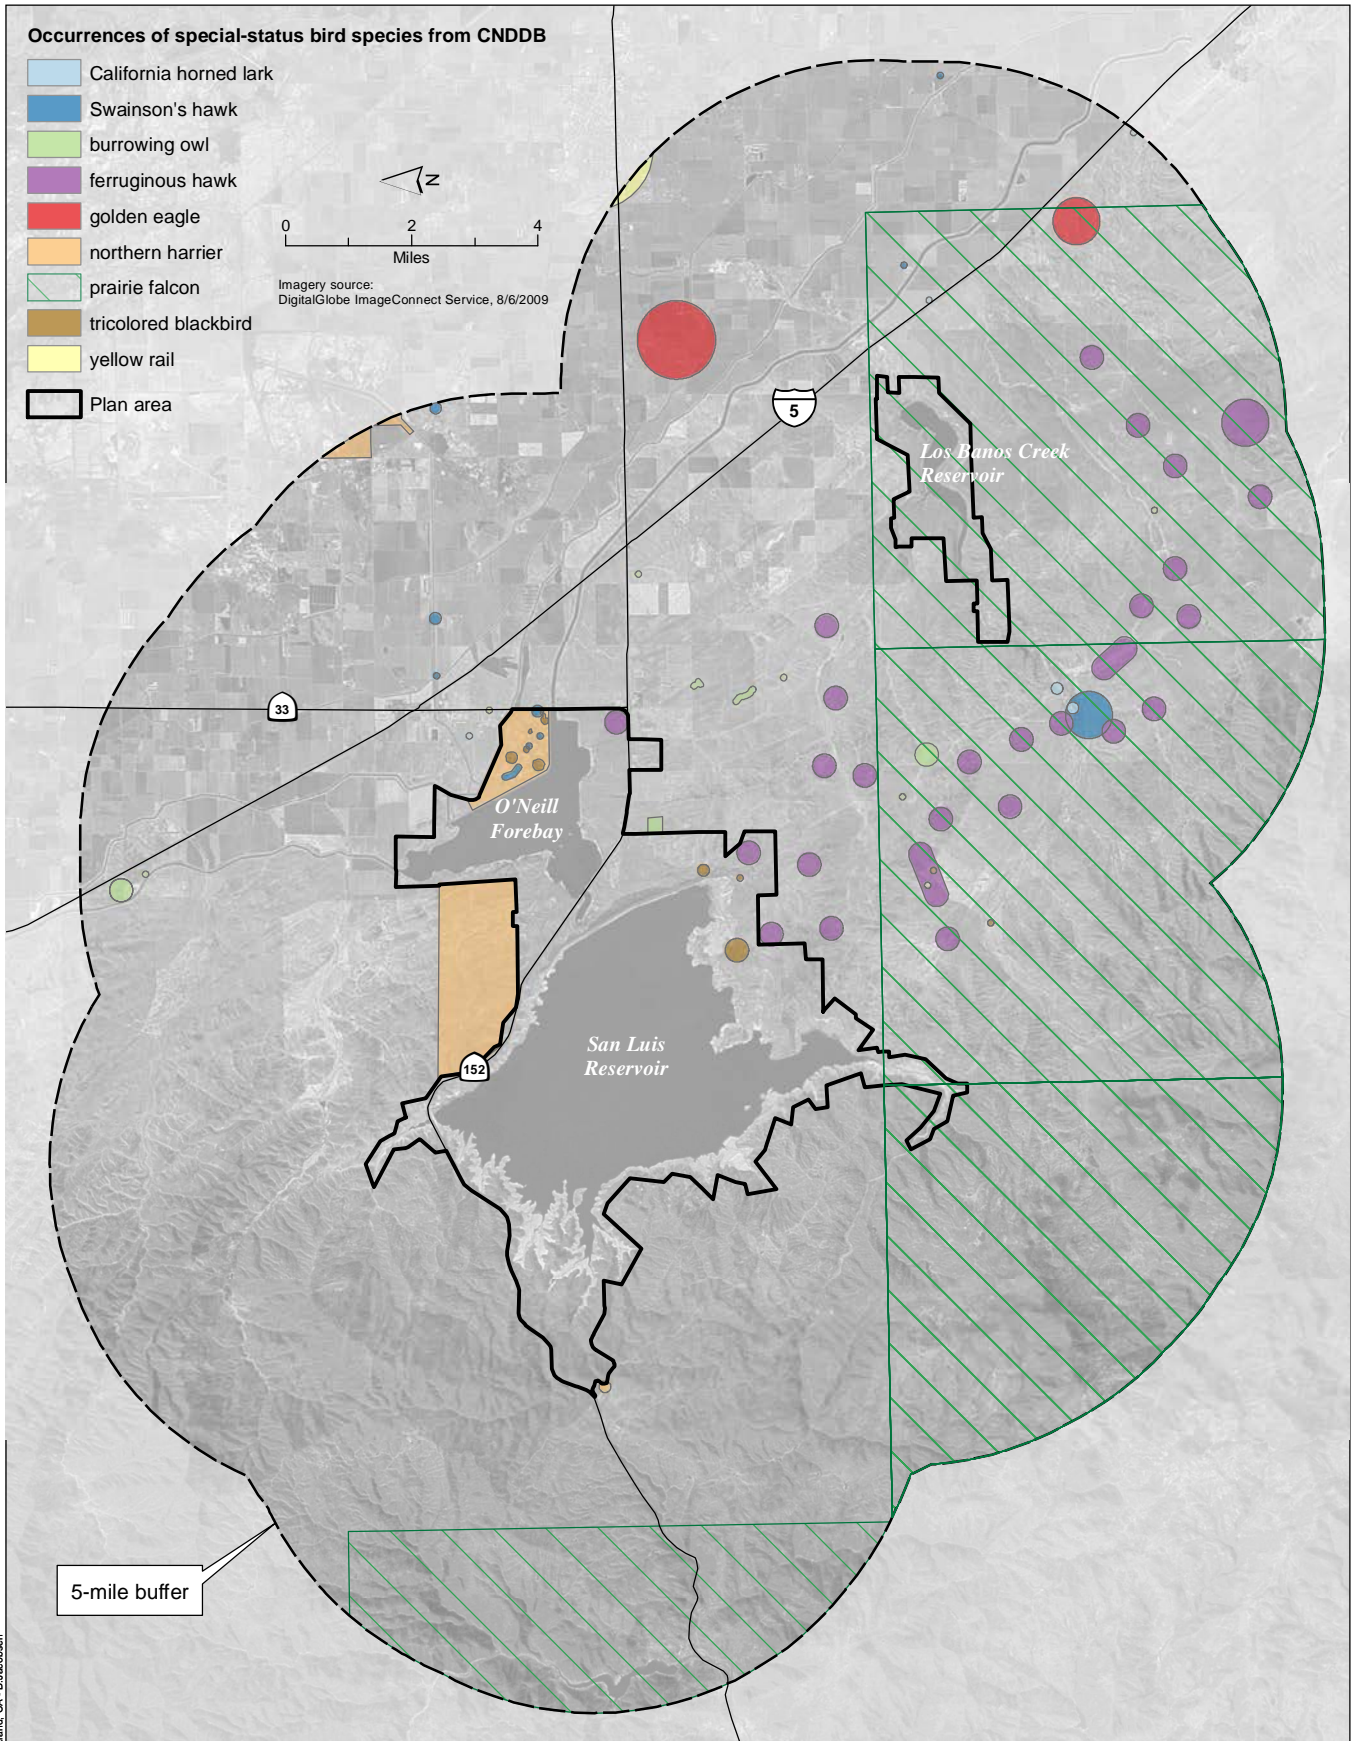 Occurrences of special-status bird species from CNDDB
California horned lark
Swainson's hawk
burrowing owl
ferruginous hawk
golden eagle
northern harrier
prairie falcon
tricolored blackbird
yellow rail
Plan area
N
0 2 4
Miles
Imagery source:
DigitalGlobe ImageConnect Service, 8/6/2009
5
Los Banos Creek
Reservoir
33
O'Neill
Forebay
San Luis
Reservoir
152
5-mile buffer